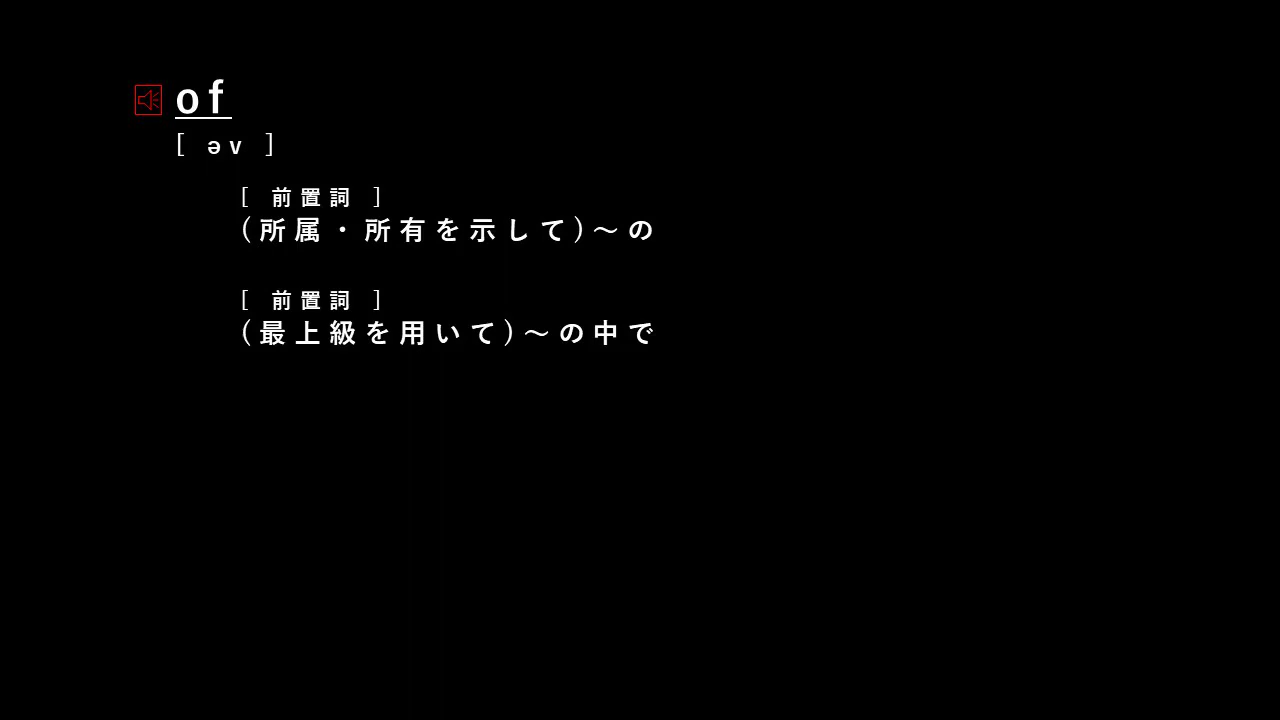 of
[ əv ]
[ 前置詞 ]
(所属・所有を示して)～の
[ 前置詞 ]
(最上級を用いて)～の中で